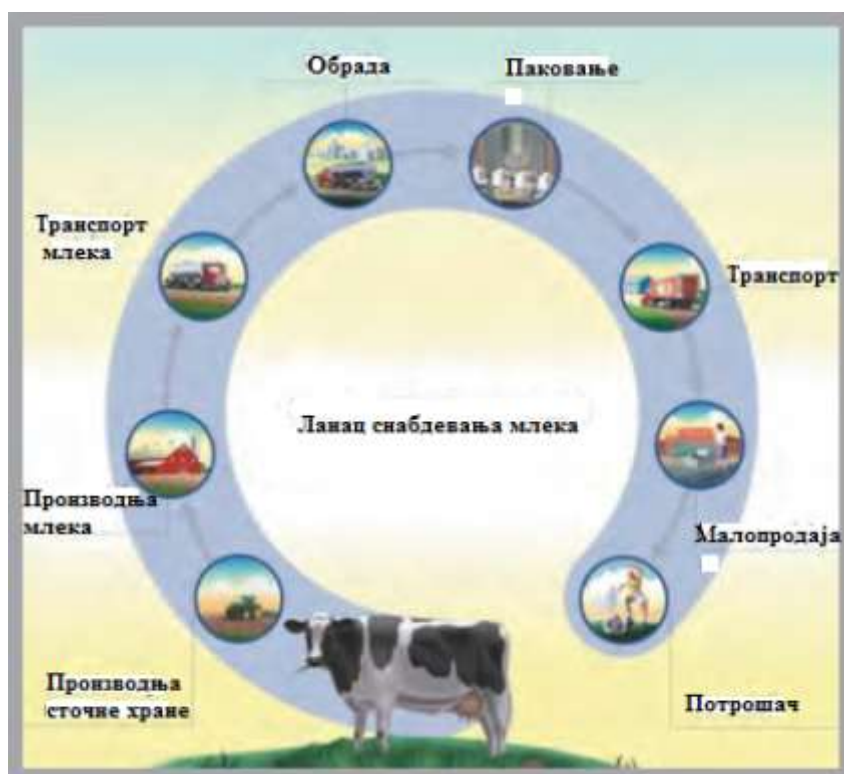 Обрада
Паковање
Транспорт
млека
Транспорт
Ланац снабдевања млека
Производња
млека
Малопродаја
Производња
сточне хране
Потрошач